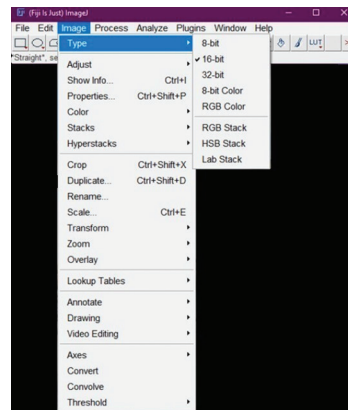 (Fiji Is Just) ImageJ
File Edit Image Process Analyze Plugins Window Help
LUT
"Straight", se
Type
Adjust
Show Info... Ctrl+I
Properties... Ctrl+Shift+P
Color
Stacks
Hyperstacks
Crop Ctrl+Shift+X
Duplicate... Ctrl+Shift+D
Rename...
Scale... Ctrl+E
Transform
Zoom
Overlay
Lookup Tables
Annotate
Drawing
Video Editing
Axes
Convert
Convolve
Threshold
8-bit
16-bit
32-bit
8-bit Color
RGB Color
RGB Stack
HSB Stack
Lab Stack